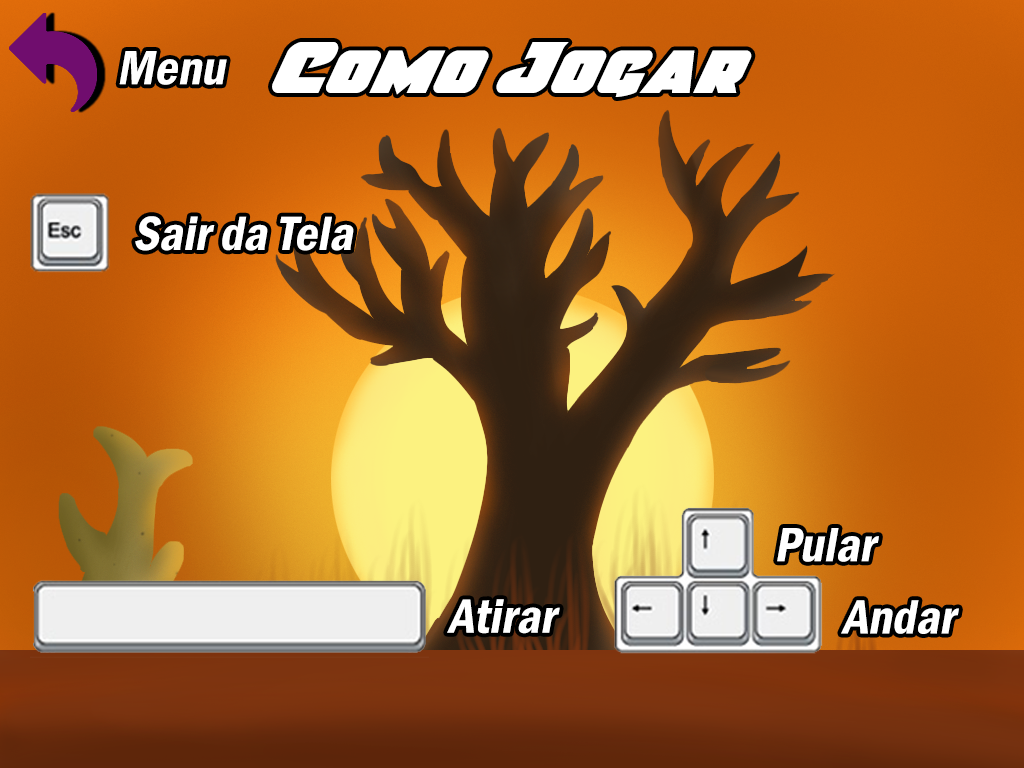 Menu
Como Jogar
Esc
Sair da Tela
↑
Pular
Atirar
← ↓ →
Andar